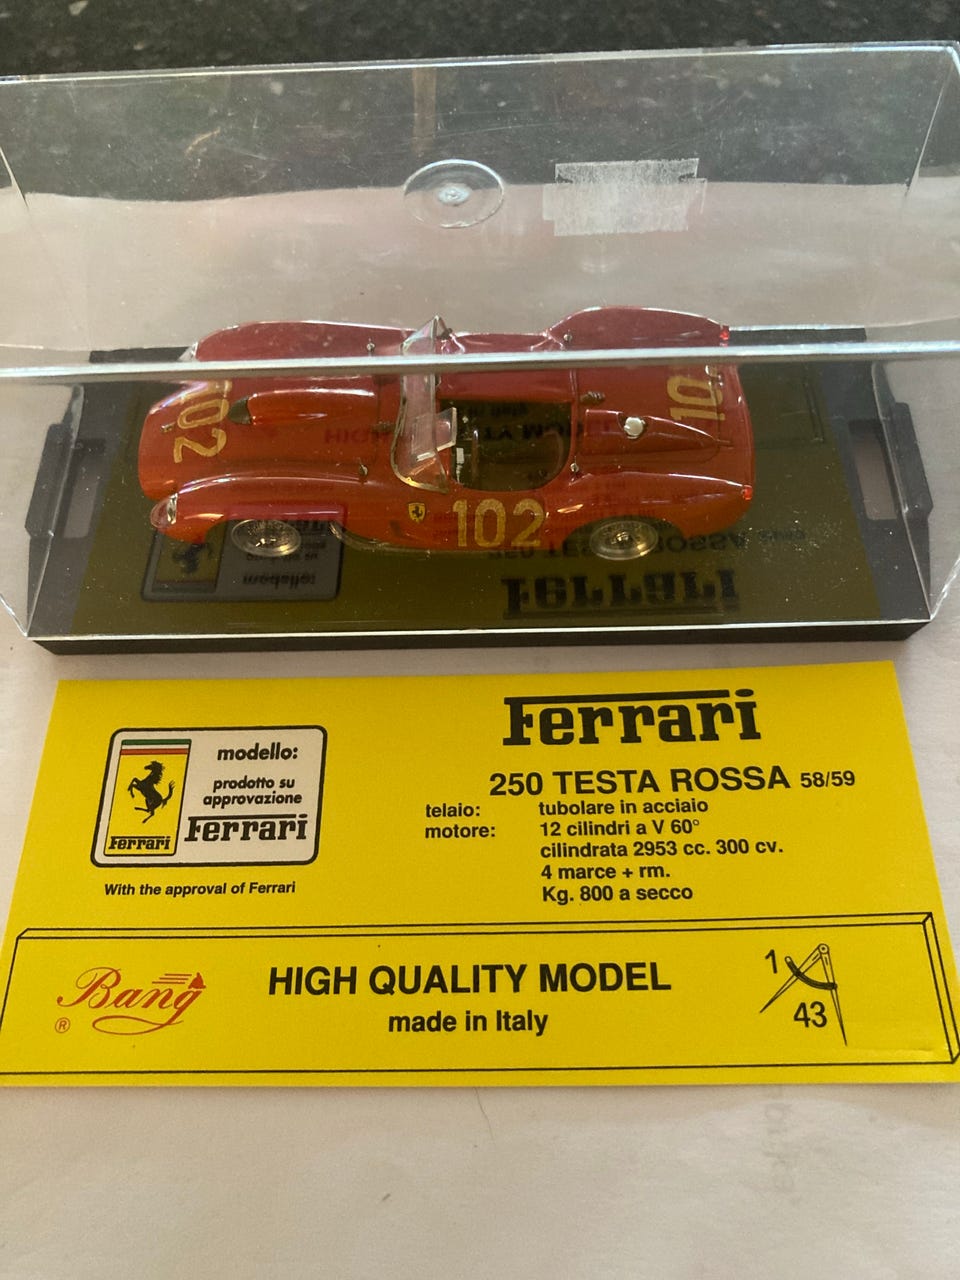 102
10
102
Ferrari
250 TESTA ROSSA 58/59
telaio: tubolare in acciaio
motore: 12 cilindri a V 60°
cilindrata 2953 cc. 300 cv.
4 marce + rm.
Kg. 800 a secco
modello:
prodotto su
approvazione
Ferrari
Ferrari
With the approval of Ferrari
Bang
®
HIGH QUALITY MODEL
made in Italy
1
43